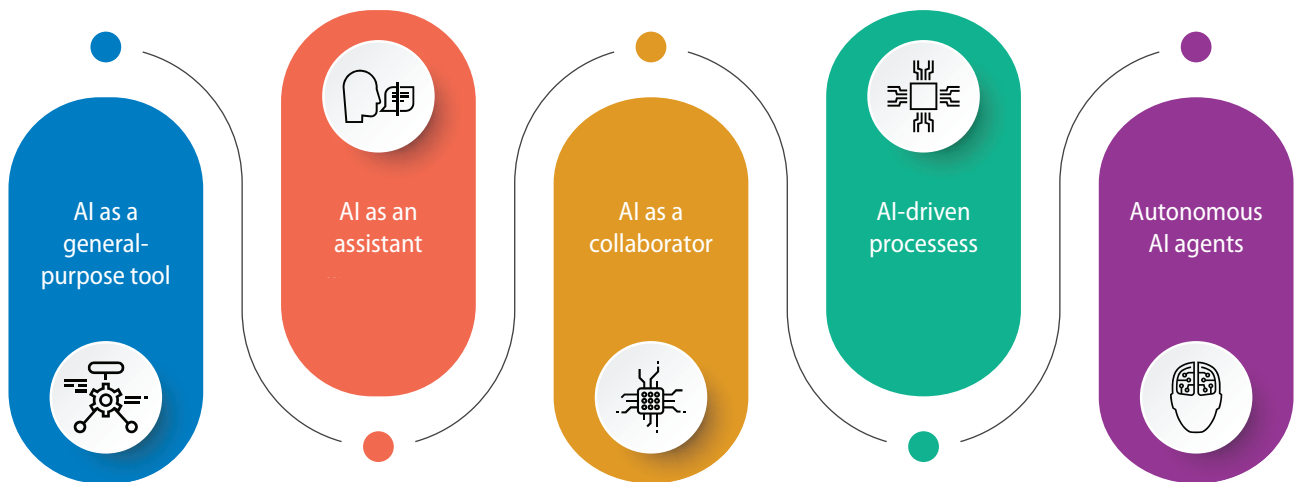 AI as a
general-
purpose tool
AI as an
assistant
AI as a
collaborator
AI-driven
processess
Autonomous
AI agents